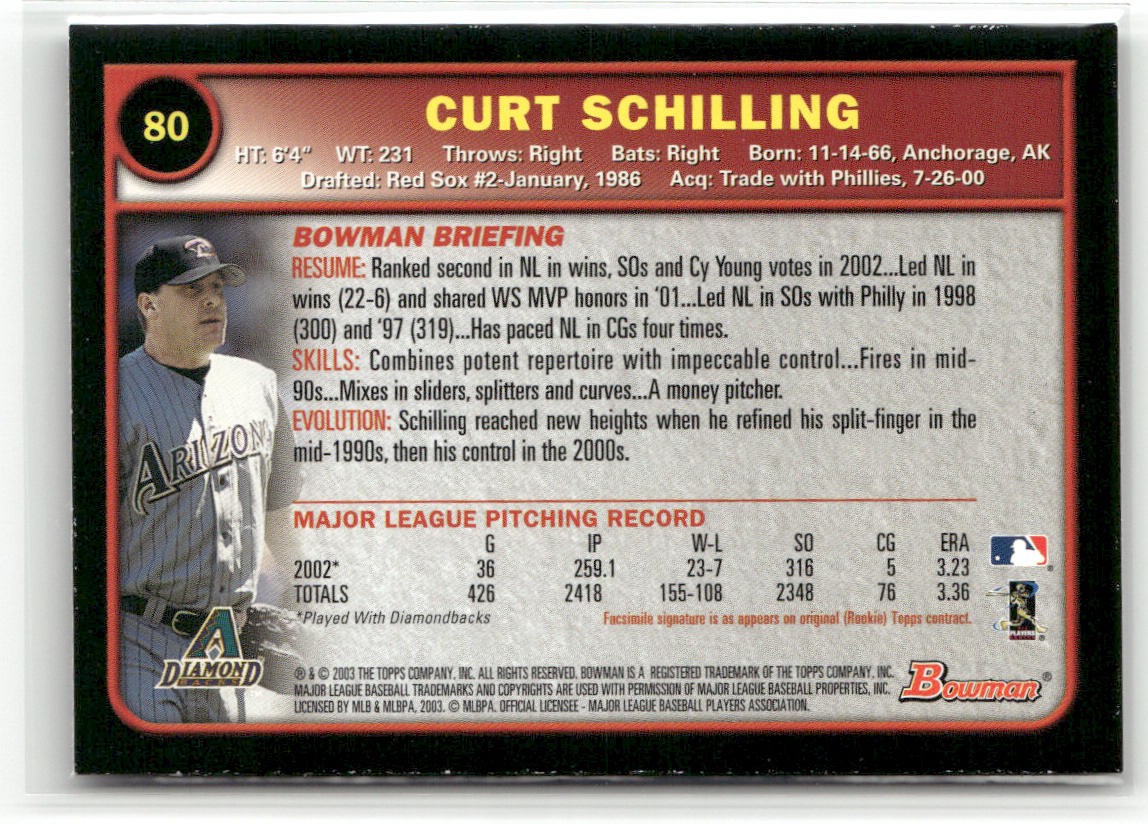 80
CURT SCHILLING
HT: 6'4" WT: 231 Throws: Right Bats: Right Born: 11-14-66, Anchorage, AK
Drafted: Red Sox #2-January, 1986 Acq: Trade with Phillies, 7-26-00
BOWMAN BRIEFING
RESUME: Ranked second in NL in wins, SOs and Cy Young votes in 2002...Led NL in
wins (22-6) and shared WS MVP honors in '01...Led NL in SOs with Philly in 1998
(300) and '97 (319)...Has paced NL in CGs four times.
SKILLS: Combines potent repertoire with impeccable control...Fires in mid-
90s...Mixes in sliders, splitters and curves...A money pitcher.
EVOLUTION: Schilling reached new heights when he refined his split-finger in the
mid-1990s, then his control in the 2000s.
ARIZONA
MAJOR LEAGUE PITCHING RECORD
G IP W-L SO CG ERA
2002* 36 259.1 23-7 316 5 3.23
TOTALS 426 2418 155-108 2348 76 3.36
*Played With Diamondbacks
Facsimile signature is as appears on original (Rookie) Topps contract.
PLAYERS
A
DIAMOND
BACKS
® & © 2003 THE TOPPS COMPANY, INC. ALL RIGHTS RESERVED. BOWMAN IS A REGISTERED TRADEMARK OF THE TOPPS COMPANY, INC.
MAJOR LEAGUE BASEBALL TRADEMARKS AND COPYRIGHTS ARE USED WITH PERMISSION OF MAJOR LEAGUE BASEBALL PROPERTIES, INC.
LICENSED BY MLB & MLBPA, 2003. © MLBPA. OFFICIAL LICENSEE - MAJOR LEAGUE BASEBALL PLAYERS ASSOCIATION.
Bowman®